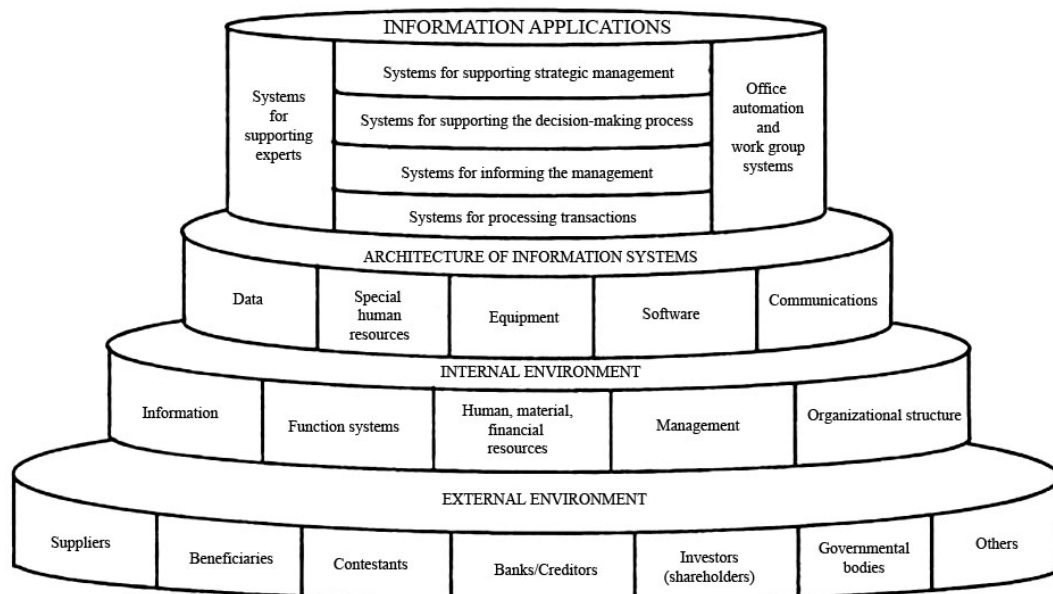 INFORMATION APPLICATIONS
Systems
for
supporting
experts
Systems for supporting strategic management
Systems for supporting the decision-making process
Systems for informing the management
Systems for processing transactions
Office
automation
and
work group
systems
ARCHITECTURE OF INFORMATION SYSTEMS
Data
Special
human
resources
Equipment
Software
Communications
INTERNAL ENVIRONMENT
Information
Function systems
Human, material,
financial
resources
Management
Organizational structure
EXTERNAL ENVIRONMENT
Suppliers
Beneficiaries
Contestants
Banks/Creditors
Investors
(shareholders)
Governmental
bodies
Others